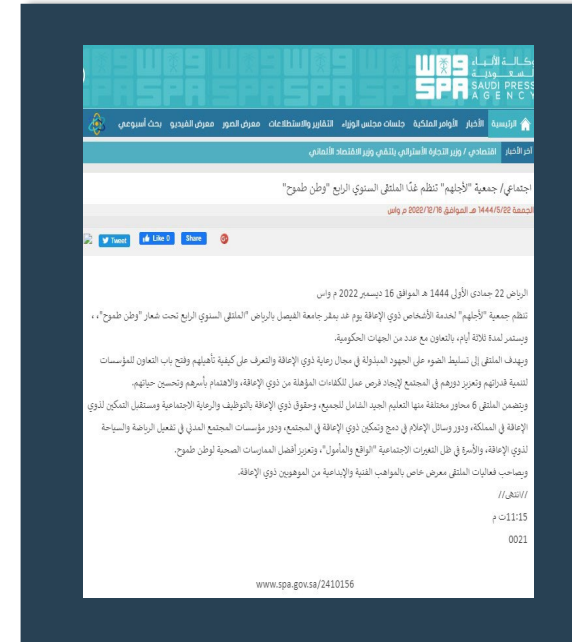 وكـــالـــة الأنـبـــاء
الـــســـعـــوديـــة
SPA SAUDI PRESS
AGENCY
الرئيسية الأخبار الأوامر الملكية جلسات مجلس الوزراء التقارير والاستطلاعات معرض الصور معرض الفيديو بحث أسبوعي
آخر الأخبار اقتصادي / وزير التجارة الأسترالي يلتقي وزير الاقتصاد الألماني
اجتماعي/ جمعية "لأجلهم" تنظم غدًا الملتقى السنوي الرابع "وطن طموح"
الجمعة 1444/5/22 هـ الموافق 2022/12/16 م واس
Tweet Like 0 Share
الرياض 22 جمادى الأولى 1444 هـ الموافق 16 ديسمبر 2022 م واس
تنظم جمعية "لأجلهم" لخدمة الأشخاص ذوي الإعاقة يوم غد بمقر جامعة الفيصل بالرياض "الملتقى السنوي الرابع تحت شعار "وطن طموح"، ،
ويستمر لمدة ثلاثة أيام، بالتعاون مع عدد من الجهات الحكومية.
ويهدف الملتقى إلى تسليط الضوء على الجهود المبذولة في مجال رعاية ذوي الإعاقة والتعرف على كيفية تأهيلهم وفتح باب التعاون للمؤسسات
لتنمية قدراتهم وتعزيز دورهم في المجتمع لإيجاد فرص عمل للكفاءات المؤهلة من ذوي الإعاقة، والاهتمام بأسرهم وتحسين حياتهم.
ويتضمن الملتقى 6 محاور مختلفة منها التعليم الجيد الشامل للجميع، وحقوق ذوي الإعاقة بالتوظيف والرعاية الاجتماعية ومستقبل التمكين لذوي
الإعاقة في المملكة، ودور وسائل الإعلام في دمج وتمكين ذوي الإعاقة في المجتمع، ودور مؤسسات المجتمع المدني في تفعيل الرياضة والسياحة
لذوي الإعاقة، والأسرة في ظل التغيرات الاجتماعية "الواقع والمأمول"، وتعزيز أفضل الممارسات الصحية لوطن طموح.
ويصاحب فعاليات الملتقى معرض خاص بالمواهب الفنية والإبداعية من الموهوبين ذوي الإعاقة.
//انتهى//
11:15ت م
0021
www.spa.gov.sa/2410156